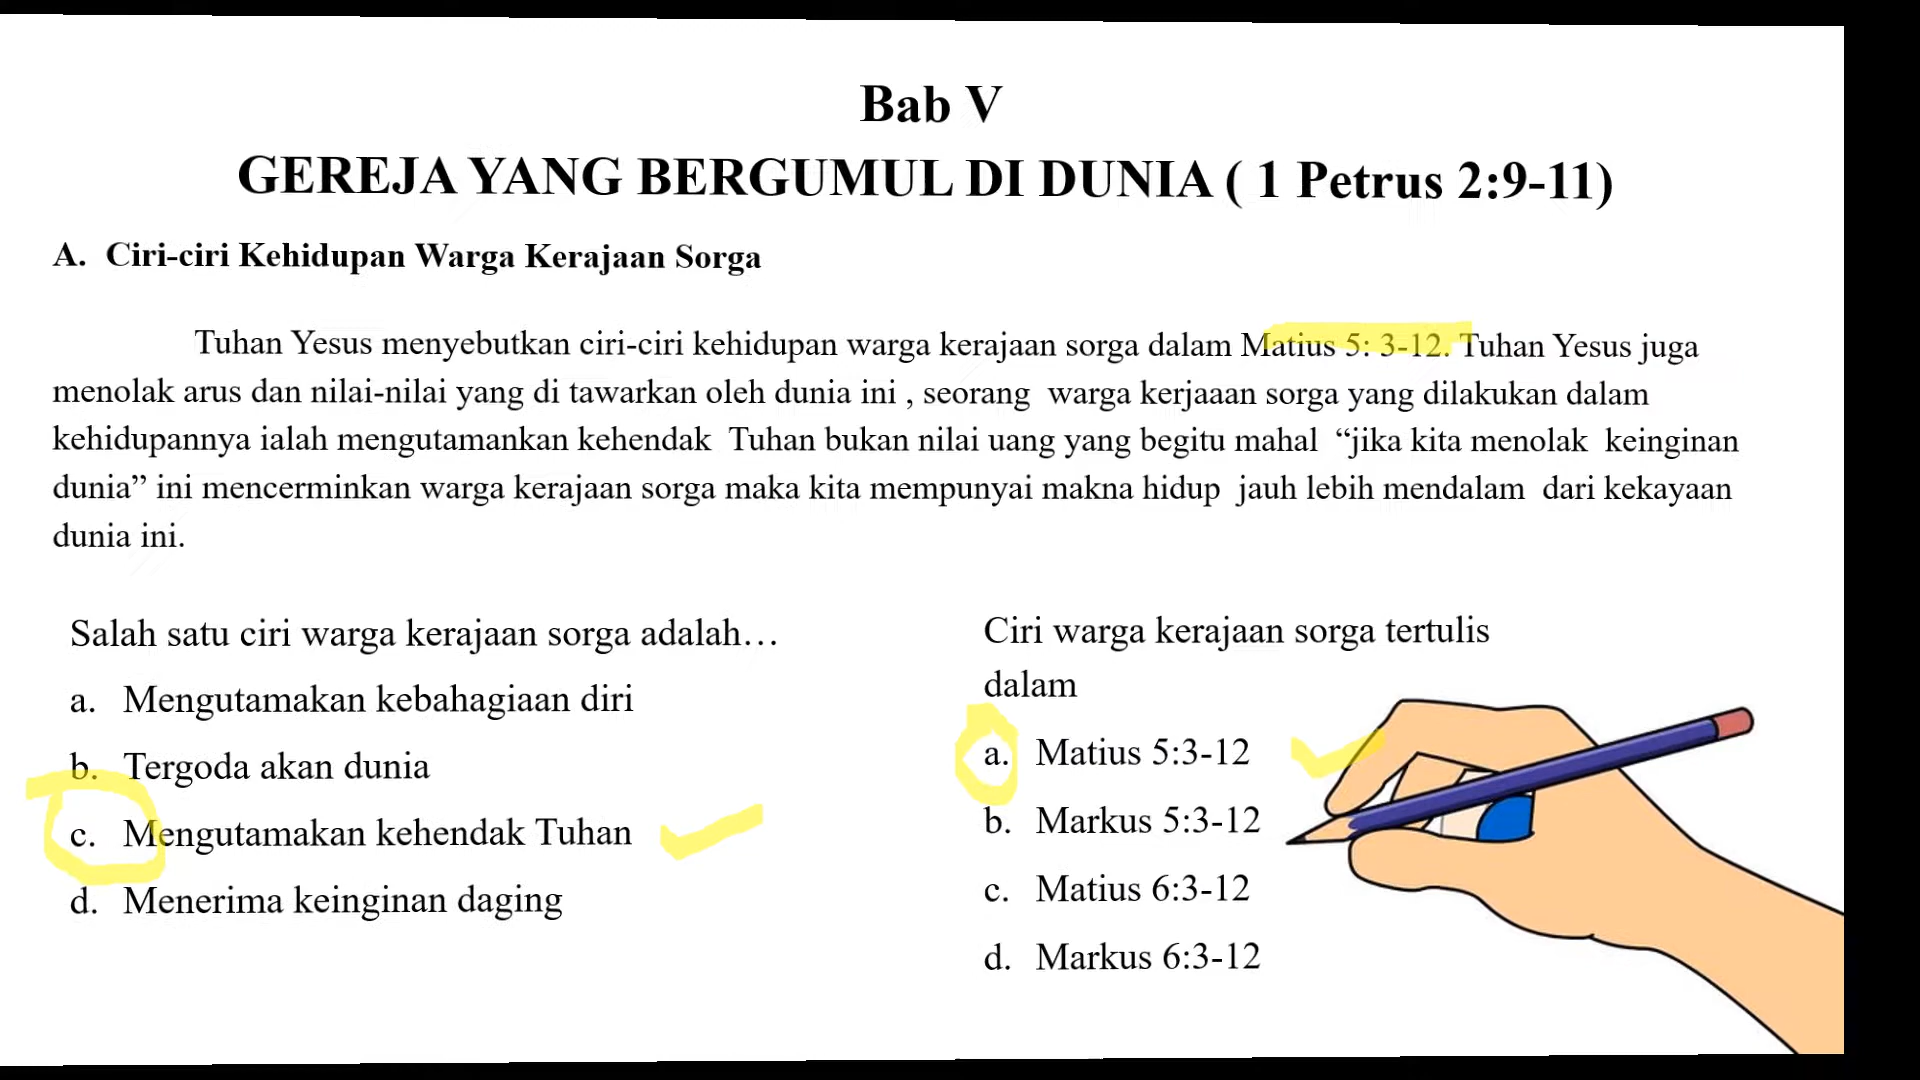 Bab V
GEREJA YANG BERGUMUL DI DUNIA ( 1 Petrus 2:9-11)
A. Ciri-ciri Kehidupan Warga Kerajaan Sorga
Tuhan Yesus menyebutkan ciri-ciri kehidupan warga kerajaan sorga dalam Matius 5: 3-12. Tuhan Yesus juga
menolak arus dan nilai-nilai yang di tawarkan oleh dunia ini , seorang warga kerjaaan sorga yang dilakukan dalam
kehidupannya ialah mengutamankan kehendak Tuhan bukan nilai uang yang begitu mahal “jika kita menolak keinginan
dunia” ini mencerminkan warga kerajaan sorga maka kita mempunyai makna hidup jauh lebih mendalam dari kekayaan
dunia ini.
Salah satu ciri warga kerajaan sorga adalah…
a. Mengutamakan kebahagiaan diri
b. Tergoda akan dunia
c. Mengutamakan kehendak Tuhan
d. Menerima keinginan daging
Ciri warga kerajaan sorga tertulis
dalam
a. Matius 5:3-12
b. Markus 5:3-12
c. Matius 6:3-12
d. Markus 6:3-12